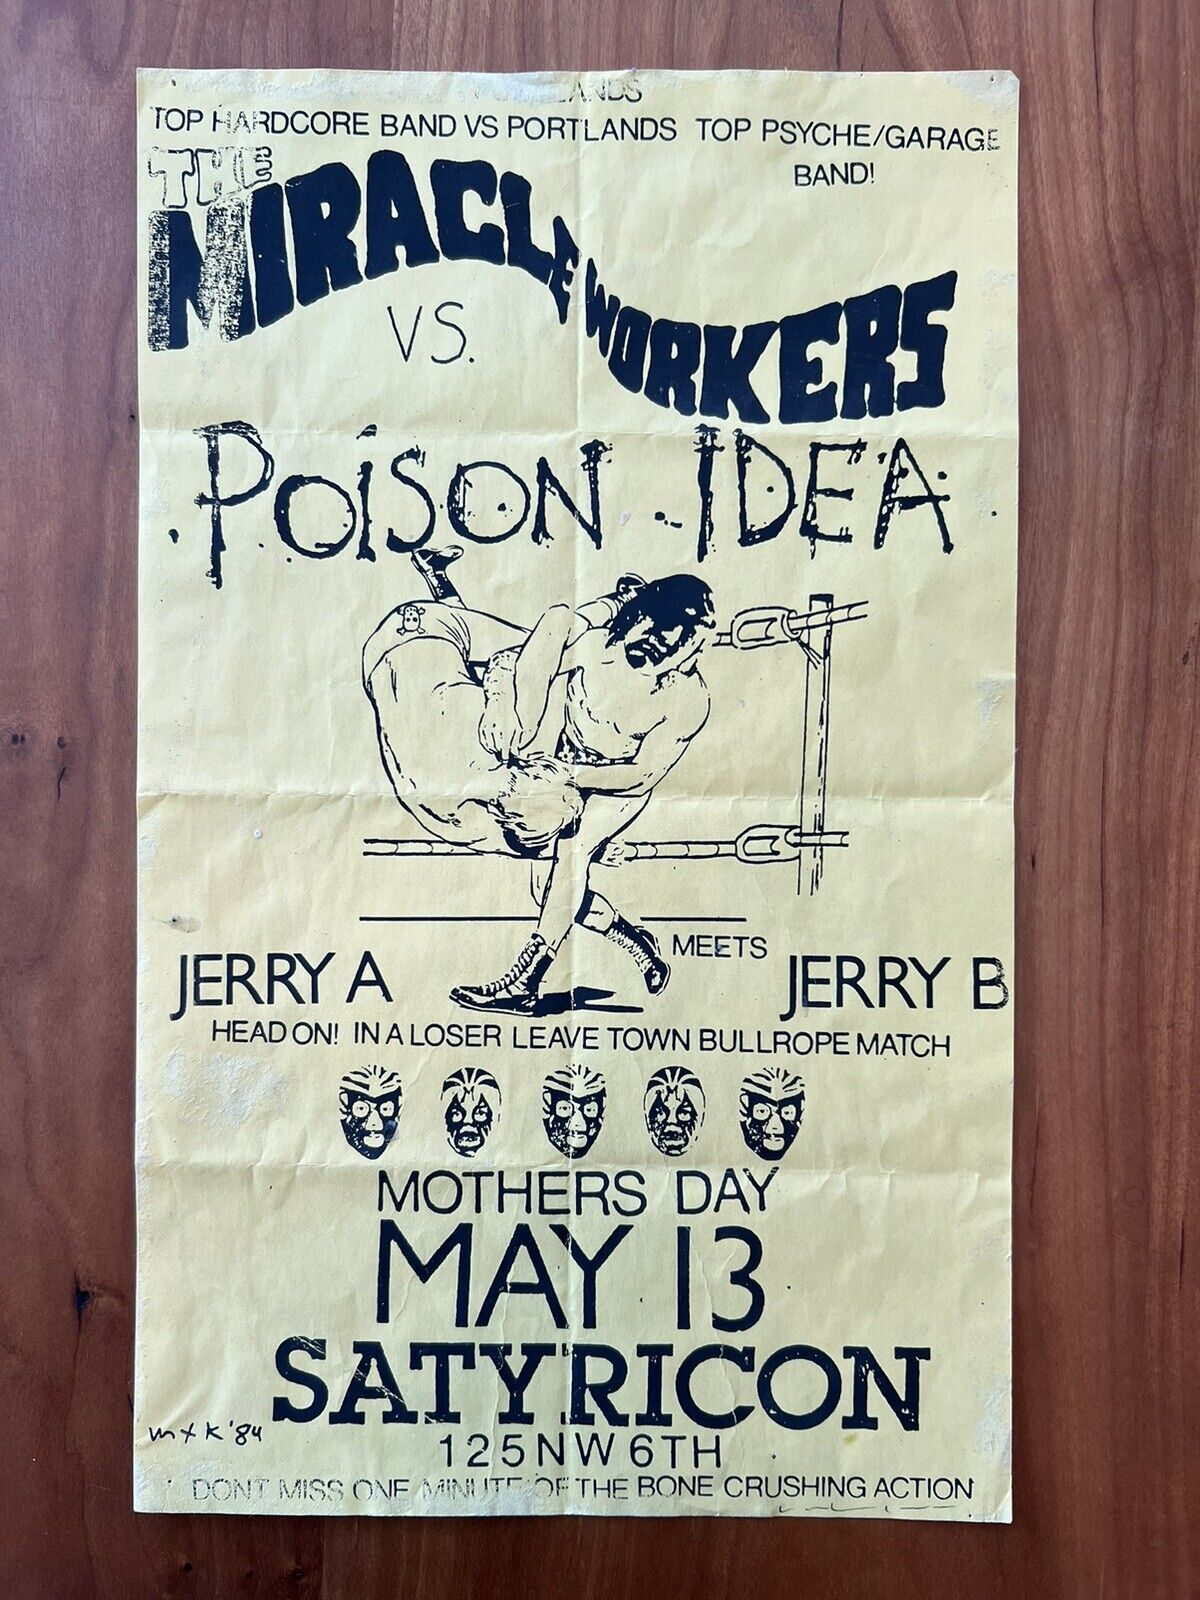 TOP HARDCORE BAND VS PORTLANDS TOP PSYCHE/GARAGE
BAND!
THE
MIRACLE WORKERS
VS.
POISON IDEA
MEETS
JERRY A JERRY B
HEAD ON! IN A LOSER LEAVE TOWN BULLROPE MATCH
MOTHERS DAY
MAY 13
SATYRICON
m x k '84
125 NW 6TH
DONT MISS ONE MINUTE OF THE BONE CRUSHING ACTION